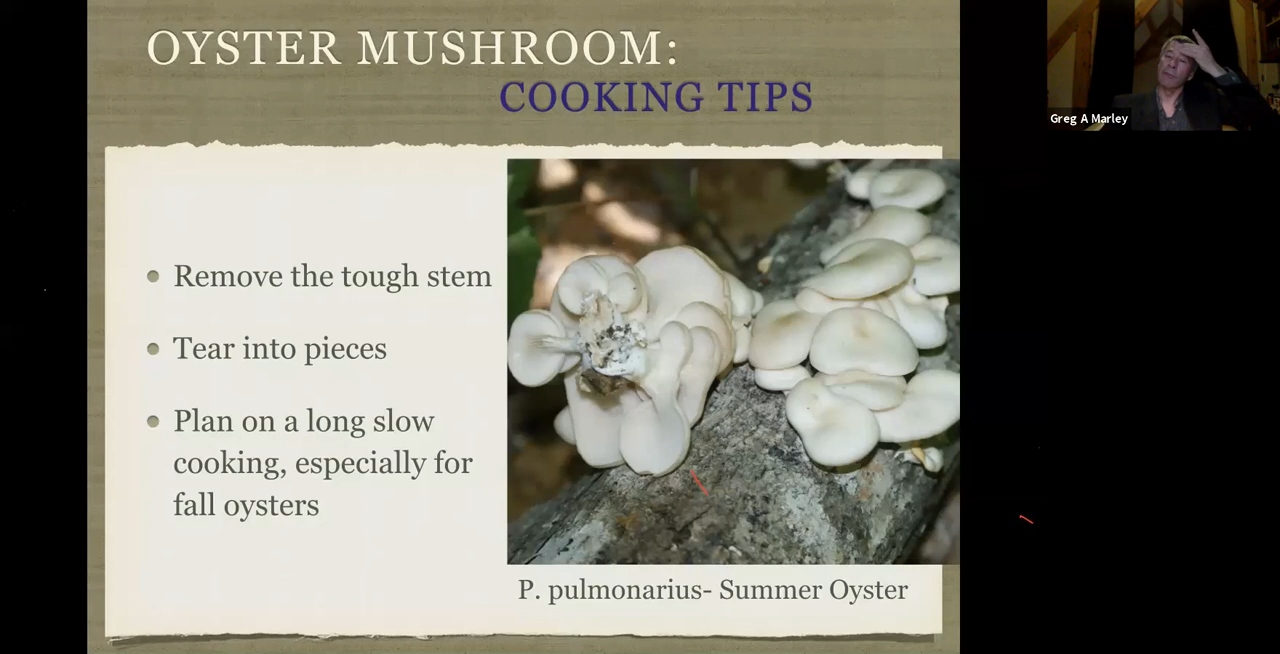 OYSTER MUSHROOM:
COOKING TIPS
Greg A Marley
Remove the tough stem
Tear into pieces
Plan on a long slow
cooking, especially for
fall oysters
P. pulmonarius- Summer Oyster